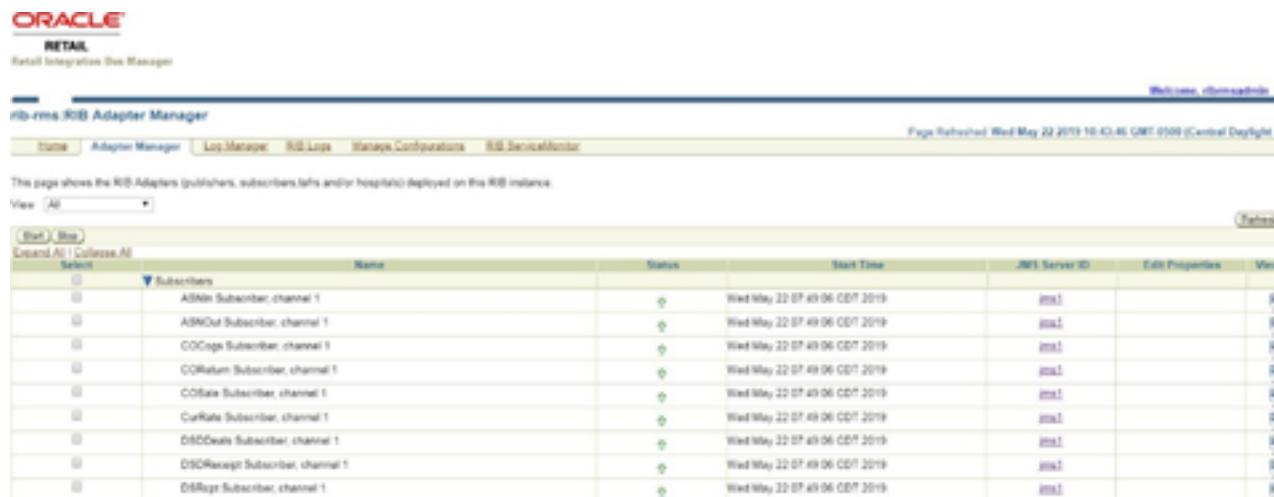 ORACLE
RETAIL
Retail Integration Bus Manager
Welcome, ribrmsadmin
rib-rms:RIB Adapter Manager
Page Refreshed Wed May 22 2019 10:43:46 GMT-0500 (Central Daylight
Home Adapter Manager Log Manager RIB Logs Manage Configurations RIB ServiceMonitor
This page shows the RIB Adapters (publishers, subscribers,tafrs and/or hospitals) deployed on this RIB instance.
View All
Refres
Start Stop
Expand All | Collapse All
Select Name Status Start Time JMS Server ID Edit Properties Vie
Subscribers
ASNIn Subscriber, channel 1 Wed May 22 07:49:06 CDT 2019 jms1
ASNOut Subscriber, channel 1 Wed May 22 07:49:06 CDT 2019 jms1
COCogs Subscriber, channel 1 Wed May 22 07:49:06 CDT 2019 jms1
COReturn Subscriber, channel 1 Wed May 22 07:49:06 CDT 2019 jms1
COSale Subscriber, channel 1 Wed May 22 07:49:06 CDT 2019 jms1
CurRate Subscriber, channel 1 Wed May 22 07:49:06 CDT 2019 jms1
DSDDeals Subscriber, channel 1 Wed May 22 07:49:06 CDT 2019 jms1
DSDReceipt Subscriber, channel 1 Wed May 22 07:49:06 CDT 2019 jms1
DSRcpt Subscriber, channel 1 Wed May 22 07:49:06 CDT 2019 jms1